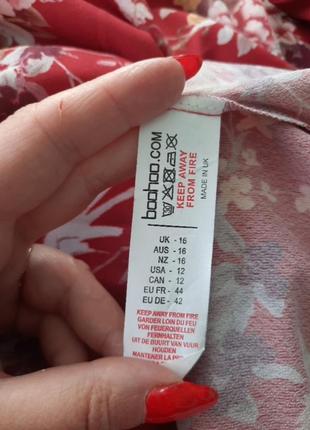 boohoo.COM
KEEP AWAY
FROM FIRE
MADE IN UK
UK - 16
AUS - 16
NZ - 16
USA - 12
CAN - 12
EU FR - 44
EU DE - 42
KEEP AWAY FROM FIRE
GARDER LOIN DU FEU
VON FEUERQUELLEN
FERNHALTEN
UIT DE BUURT VAN VUUR
HOUDEN
MANTENER LA